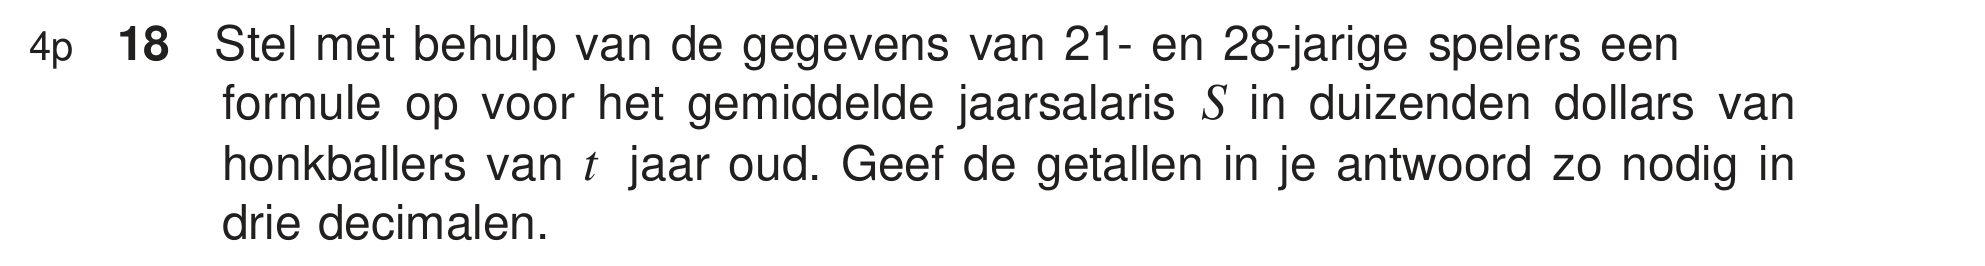 4p 18 Stel met behulp van de gegevens van 21- en 28-jarige spelers een
formule op voor het gemiddelde jaarsalaris S in duizenden dollars van
honkballers van t jaar oud. Geef de getallen in je antwoord zo nodig in
drie decimalen.